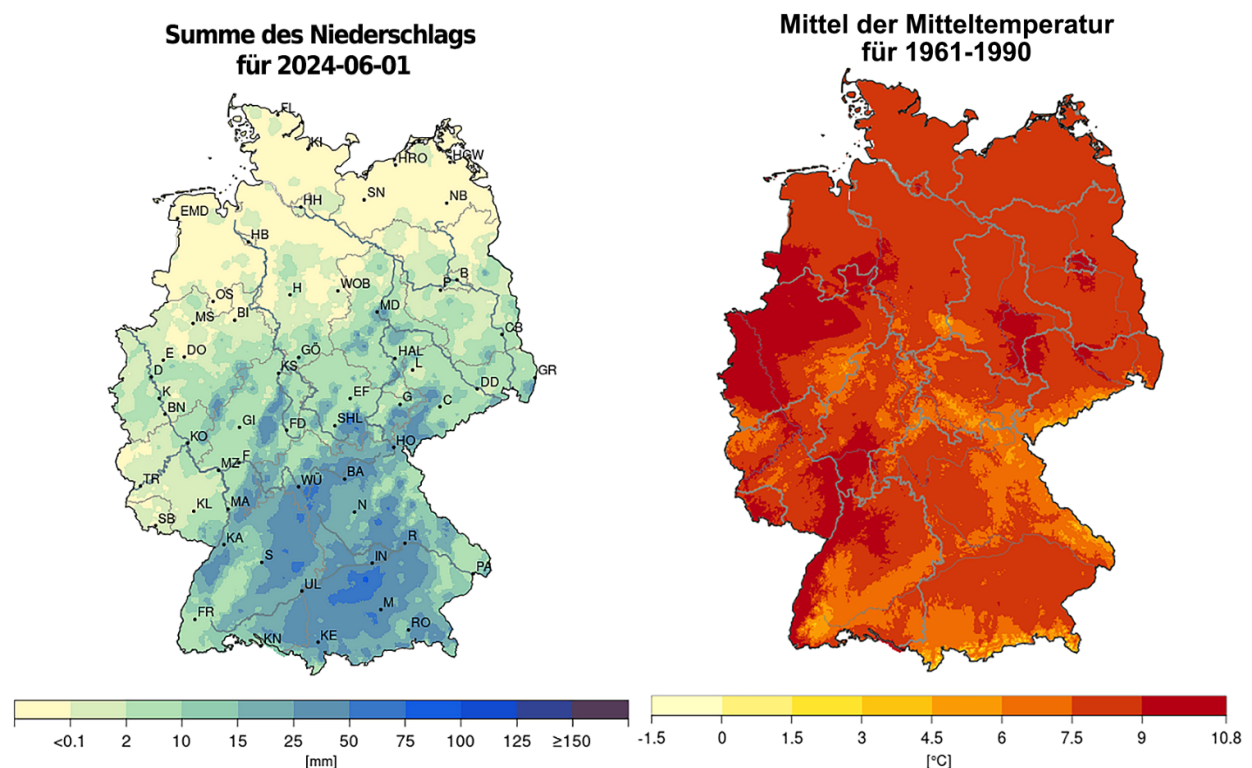 Summe des Niederschlags
für 2024-06-01
Mittel der Mitteltemperatur
für 1961-1990
FL
KI
HRO
HGW
HH
SN
NB
EMD
HB
B
P
WOB
H
OS
MD
MS
BI
CB
E
DO
GÖ
HAL
L
GR
D
KS
K
EF
DD
BN
G
C
GI
FD
SHL
KO
HO
F
MZ
BA
TR
WÜ
KL
MA
N
SB
KA
R
S
IN
PA
UL
M
FR
RO
KN
KE
<0.1 2 10 15 25 50 75 100 125 ≥150
[mm]
-1.5 0 1.5 3 4.5 6 7.5 9 10.8
[°C]